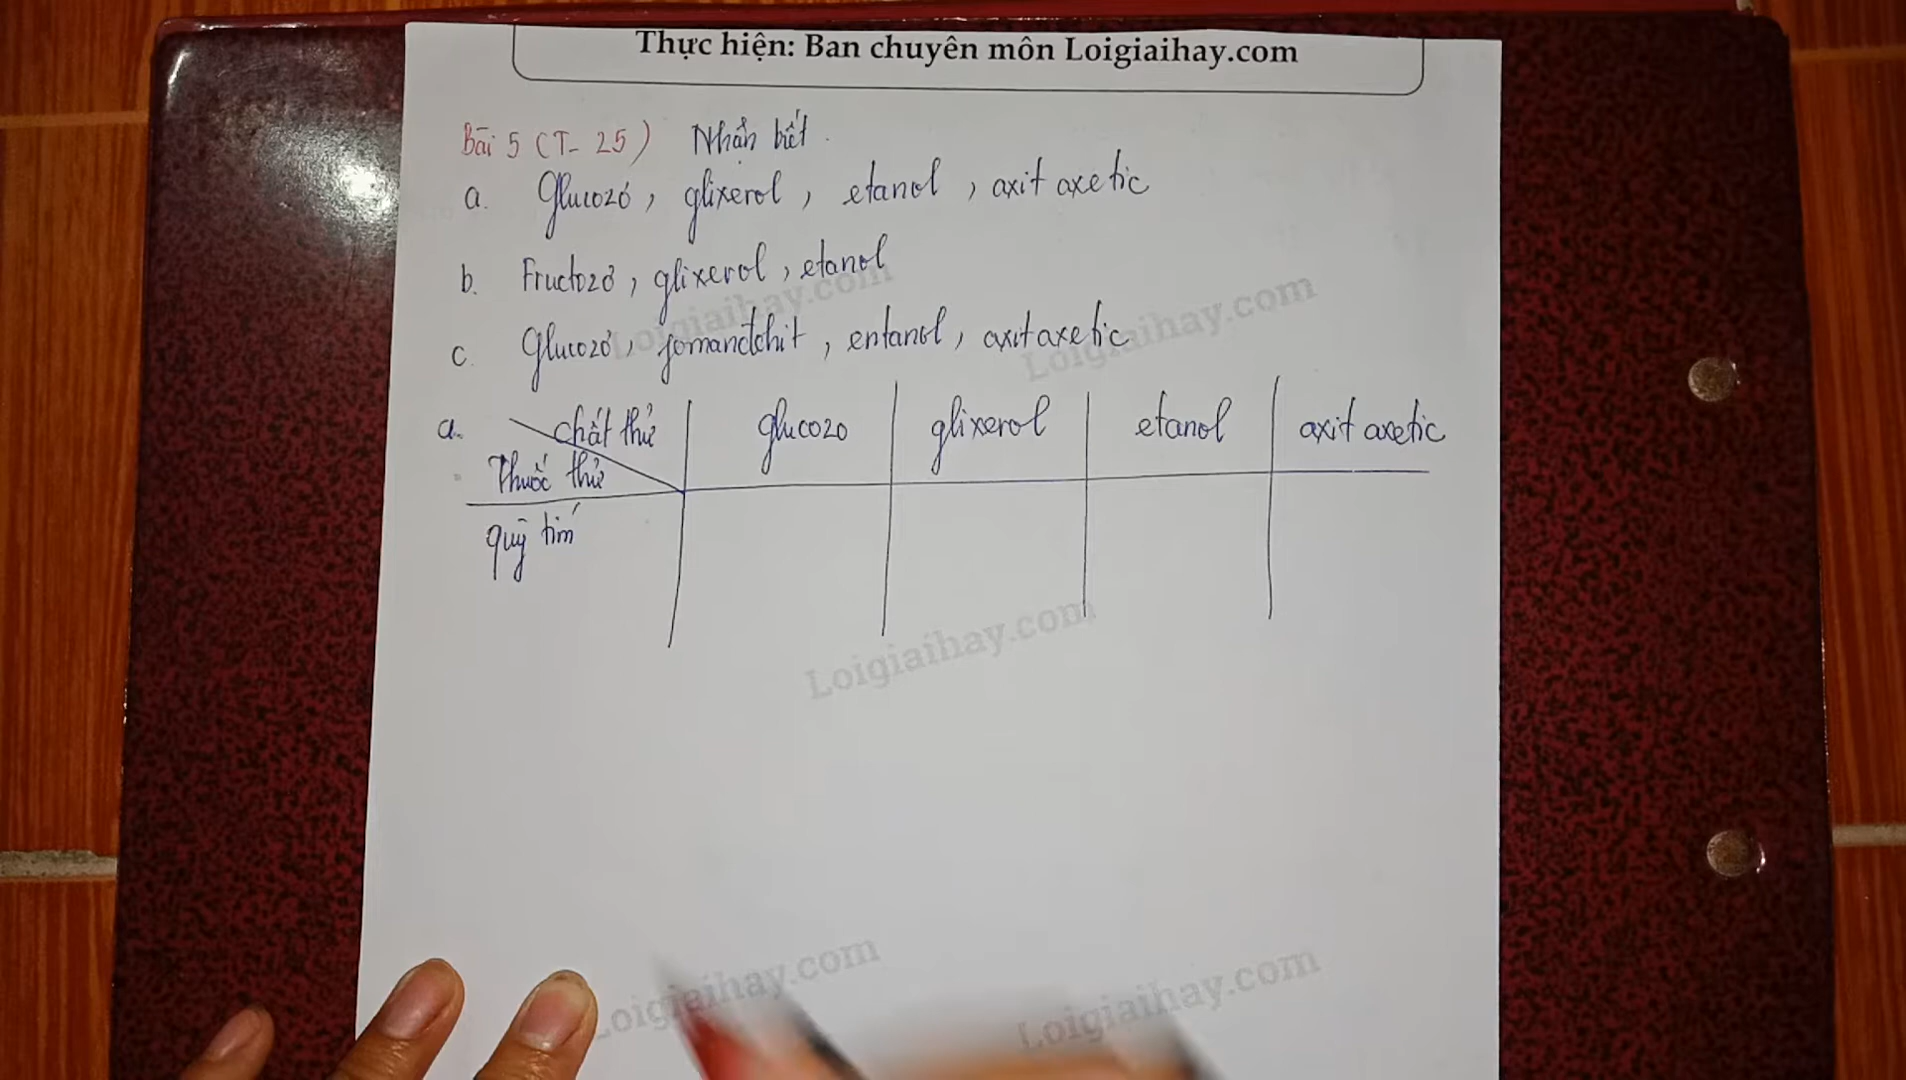 Thực hiện: Ban chuyên môn Loigiaihay.com
Bài 5 (T- 25) Nhận biết.
a. Glucozó, glixerol, etanol, axit axetic
b. Fructozơ, glixerol, etanol
c. Glucozơ, fomanđehit, entanol, axit axetic
a. chất thử glucozo glixerol etanol axit axetic
Thuốc thử
quỳ tím
Loigiaihay.com
Loigiaihay.com
Loigiaihay.com
Loigiaihay.com
Loigiaihay.com